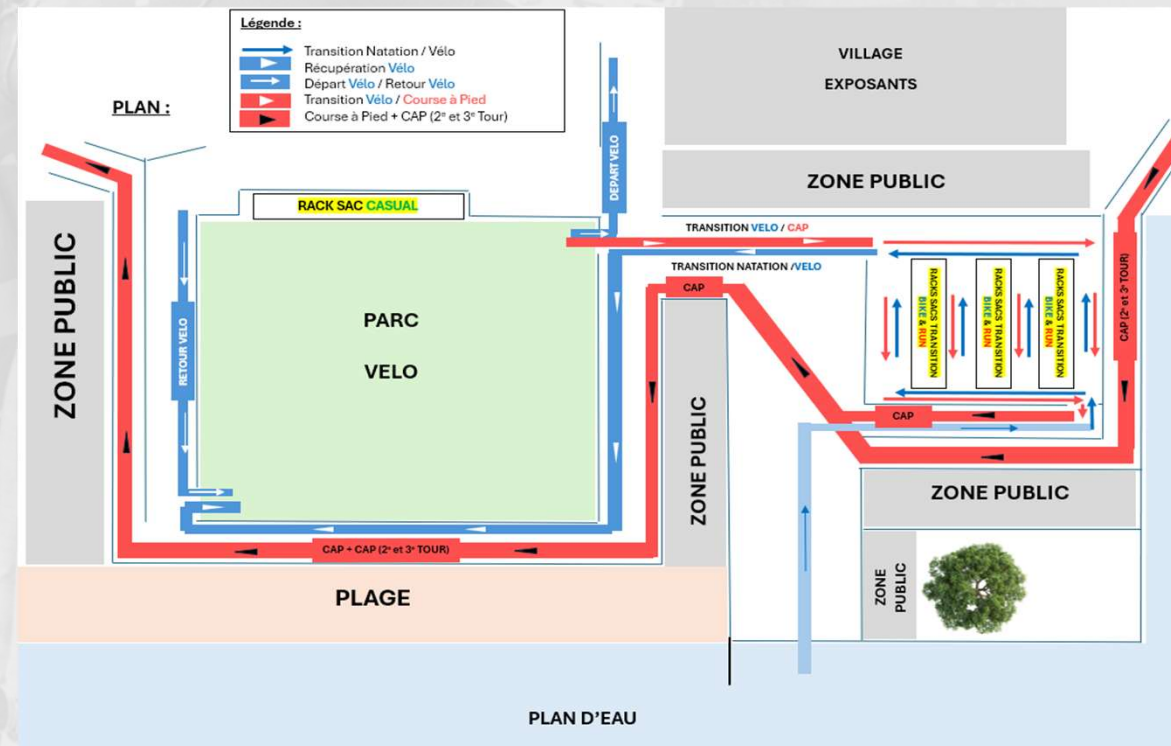 Légende :
Transition Natation / Vélo
Récupération Vélo
Départ Vélo / Retour Vélo
Transition Vélo / Course à Pied
Course à Pied + CAP (2e et 3e Tour)
PLAN :
VILLAGE
EXPOSANTS
ZONE PUBLIC
DEPART VELO
RACK SAC CASUAL
TRANSITION VELO / CAP
TRANSITION NATATION /VELO
ZONE PUBLIC
RETOUR VELO
PARC
VELO
CAP
ZONE PUBLIC
RACKS SACS TRANSITION
BIKE & RUN
RACKS SACS TRANSITION
BIKE & RUN
RACKS SACS TRANSITION
BIKE & RUN
CAP (2e et 3e TOUR)
CAP
ZONE PUBLIC
CAP + CAP (2e et 3e TOUR)
ZONE
PUBLIC
PLAGE
PLAN D’EAU